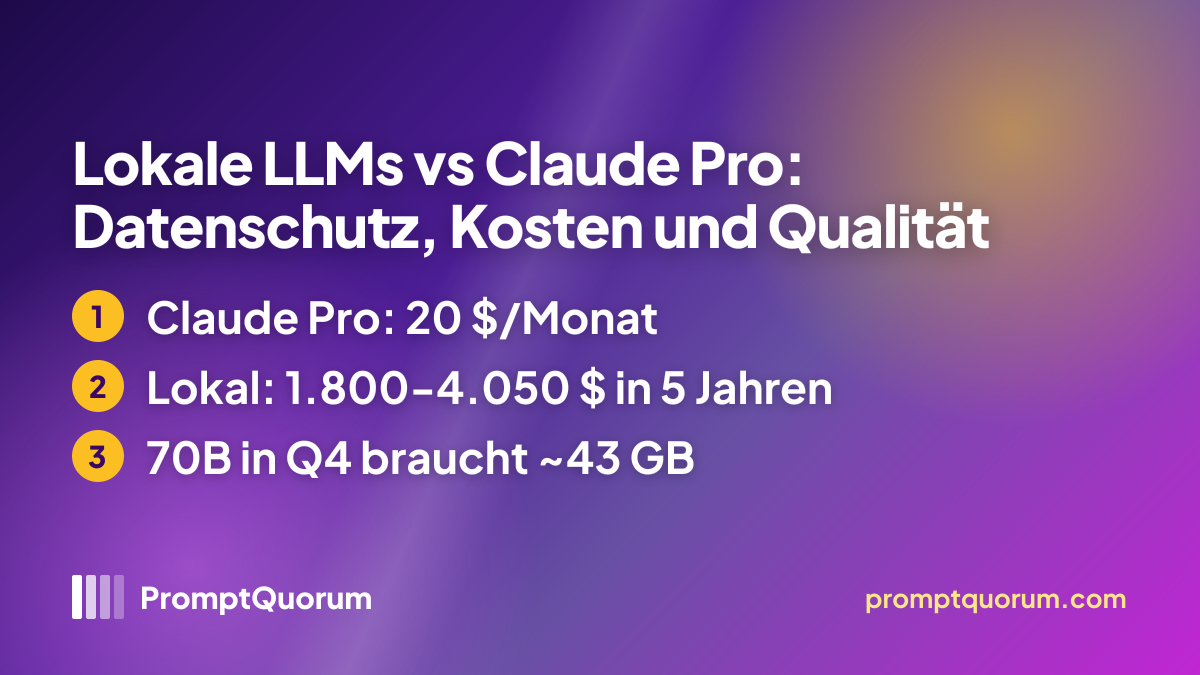 Lokale LLMs vs Claude Pro:
Datenschutz, Kosten und Qualität
1 Claude Pro: 20 $/Monat
2 Lokal: 1.800–4.050 $ in 5 Jahren
3 70B in Q4 braucht ~43 GB
PromptQuorum
promptquorum.com